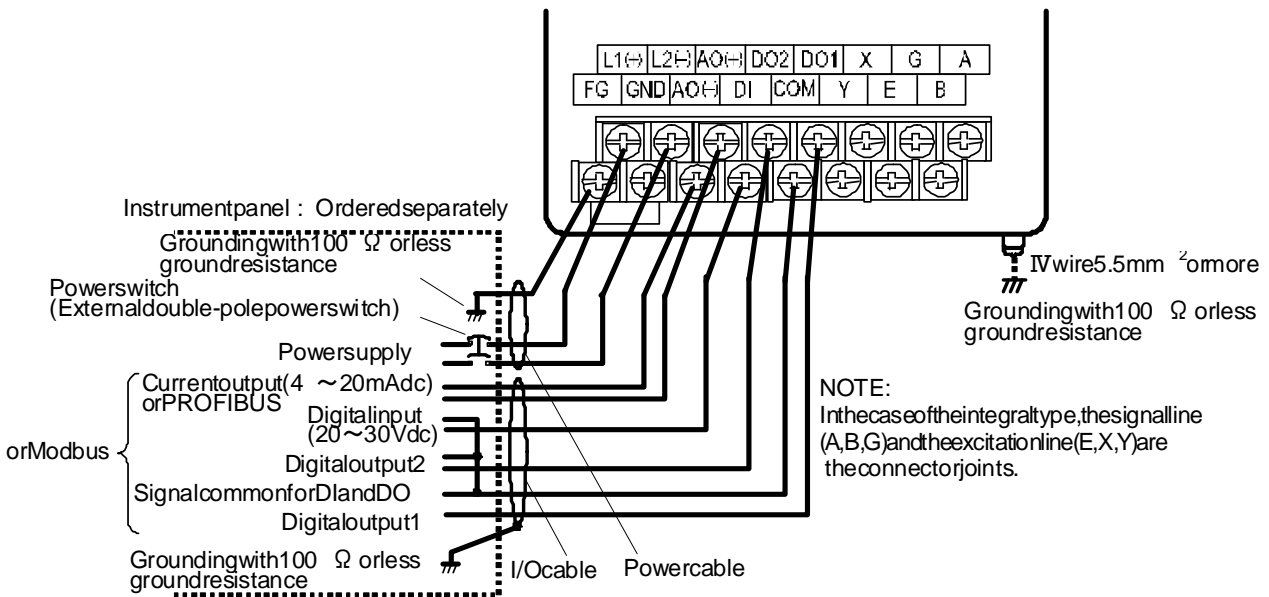 L1(+) L2(-) AO(+) DO2 DO1 X G A
FG GND AO(-) DI COM Y E B
Instrumentpanel : Orderedseparately
Groundingwith100 Ω orless
groundresistance
Powerswitch
(Externaldouble-polepowerswitch)
Powersupply
Currentoutput(4 ~20mAdc)
orPROFIBUS
Digitalinput
(20~30Vdc)
orModbus
Digitaloutput2
SignalcommonforDIandDO
Digitaloutput1
Groundingwith100 Ω orless
groundresistance
I/Ocable
Powercable
Ⅳwire5.5mm ²ormore
Groundingwith100 Ω orless
groundresistance
NOTE:
Inthecaseoftheintegraltype,thesignalline
(A,B,G)andtheexcitationline(E,X,Y)are
theconnectorjoints.